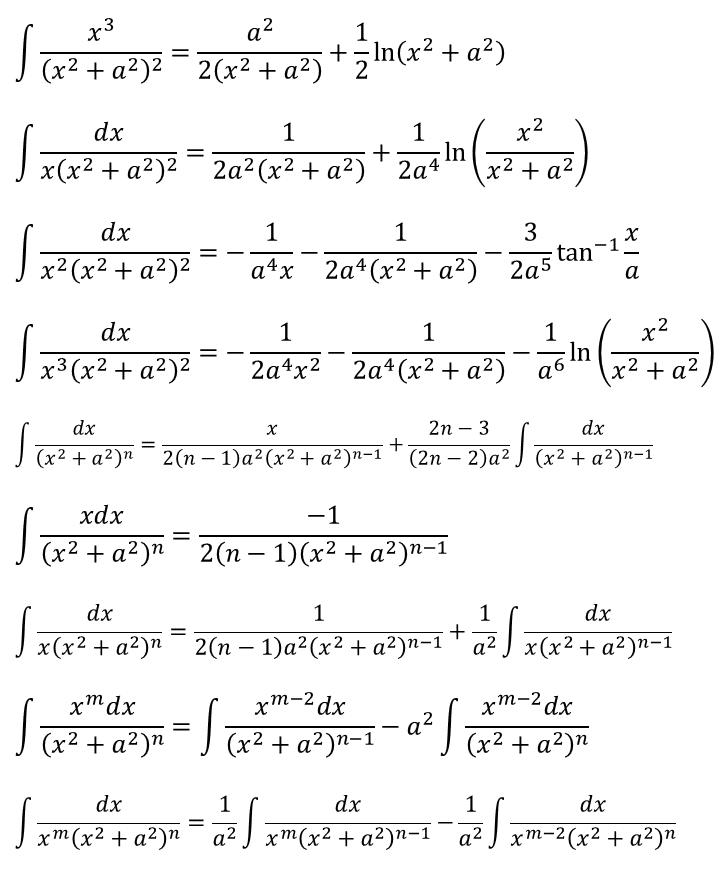 ∫ x³/(x² + a²)² = a²/2(x² + a²) + 1/2 ln(x² + a²)
∫ dx/x(x² + a²)² = 1/2a²(x² + a²) + 1/2a⁴ ln(x²/x² + a²)
∫ dx/x²(x² + a²)² = − 1/a⁴x − 1/2a⁴(x² + a²) − 3/2a⁵ tan⁻¹ x/a
∫ dx/x³(x² + a²)² = − 1/2a⁴x² − 1/2a⁴(x² + a²) − 1/a⁶ ln(x²/x² + a²)
∫ dx/(x² + a²)ⁿ = x/2(n − 1)a²(x² + a²)ⁿ⁻¹ + 2n − 3/(2n − 2)a² ∫ dx/(x² + a²)ⁿ⁻¹
∫ xdx/(x² + a²)ⁿ = −1/2(n − 1)(x² + a²)ⁿ⁻¹
∫ dx/x(x² + a²)ⁿ = 1/2(n − 1)a²(x² + a²)ⁿ⁻¹ + 1/a² ∫ dx/x(x² + a²)ⁿ⁻¹
∫ xᵐdx/(x² + a²)ⁿ = ∫ xᵐ⁻²dx/(x² + a²)ⁿ⁻¹ − a² ∫ xᵐ⁻²dx/(x² + a²)ⁿ
∫ dx/xᵐ(x² + a²)ⁿ = 1/a² ∫ dx/xᵐ(x² + a²)ⁿ⁻¹ − 1/a² ∫ dx/xᵐ⁻²(x² + a²)ⁿ